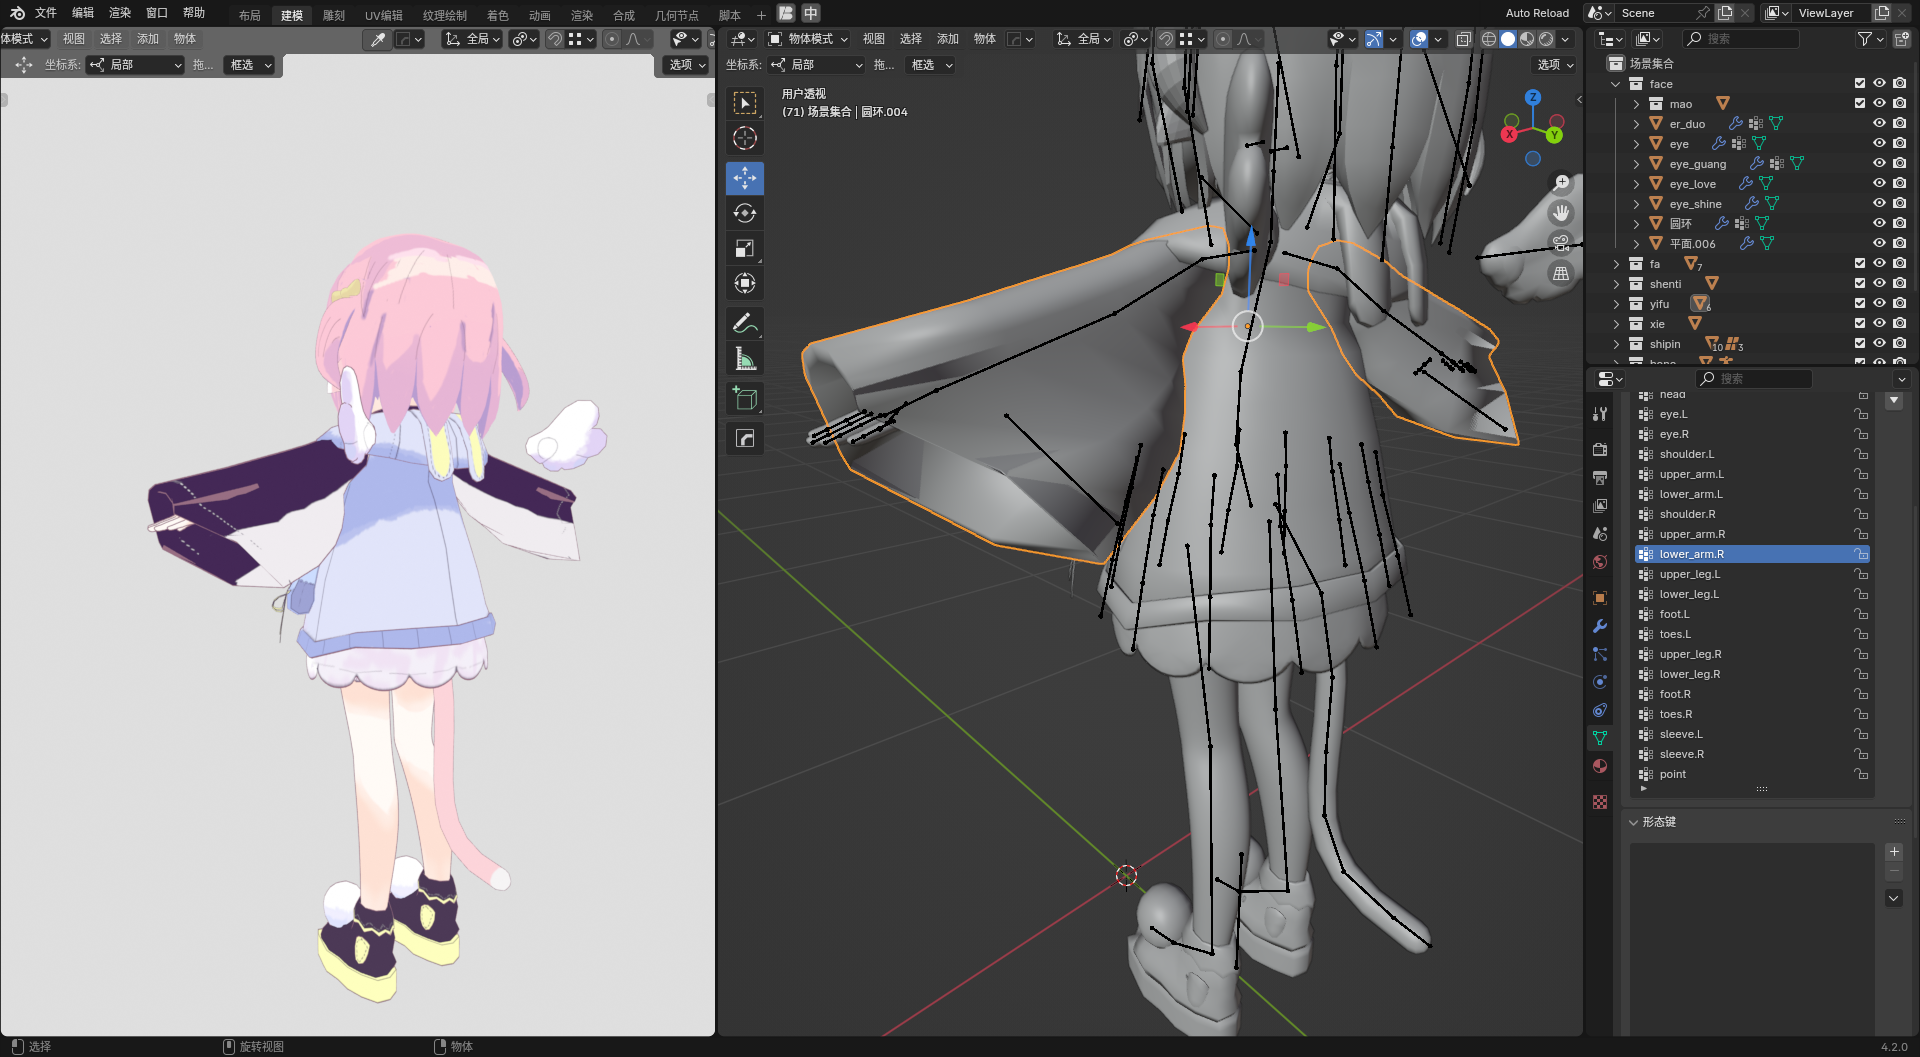 文件 编辑 渲染 窗口 帮助 布局 建模 雕刻 UV编辑 纹理绘制 着色 动画 渲染 合成 几何节点 脚本 + 中 Auto Reload Scene ViewLayer
体模式 视图 选择 添加 物体 全局
坐标系: 局部 拖... 框选 选项
物体模式 视图 选择 添加 物体 全局
坐标系: 局部 拖... 框选 选项
用户透视
(71) 场景集合 | 圆环.004
Z
X
Y
搜索
场景集合
face
mao
er_duo
eye
eye_guang
eye_love
eye_shine
圆环
平面.006
fa 7
shenti
yifu 6
xie
shipin 10 3
搜索
head
eye.L
eye.R
shoulder.L
upper_arm.L
lower_arm.L
shoulder.R
upper_arm.R
lower_arm.R
upper_leg.L
lower_leg.L
foot.L
toes.L
upper_leg.R
lower_leg.R
foot.R
toes.R
sleeve.L
sleeve.R
point
形态键
选择 旋转视图 物体 4.2.0